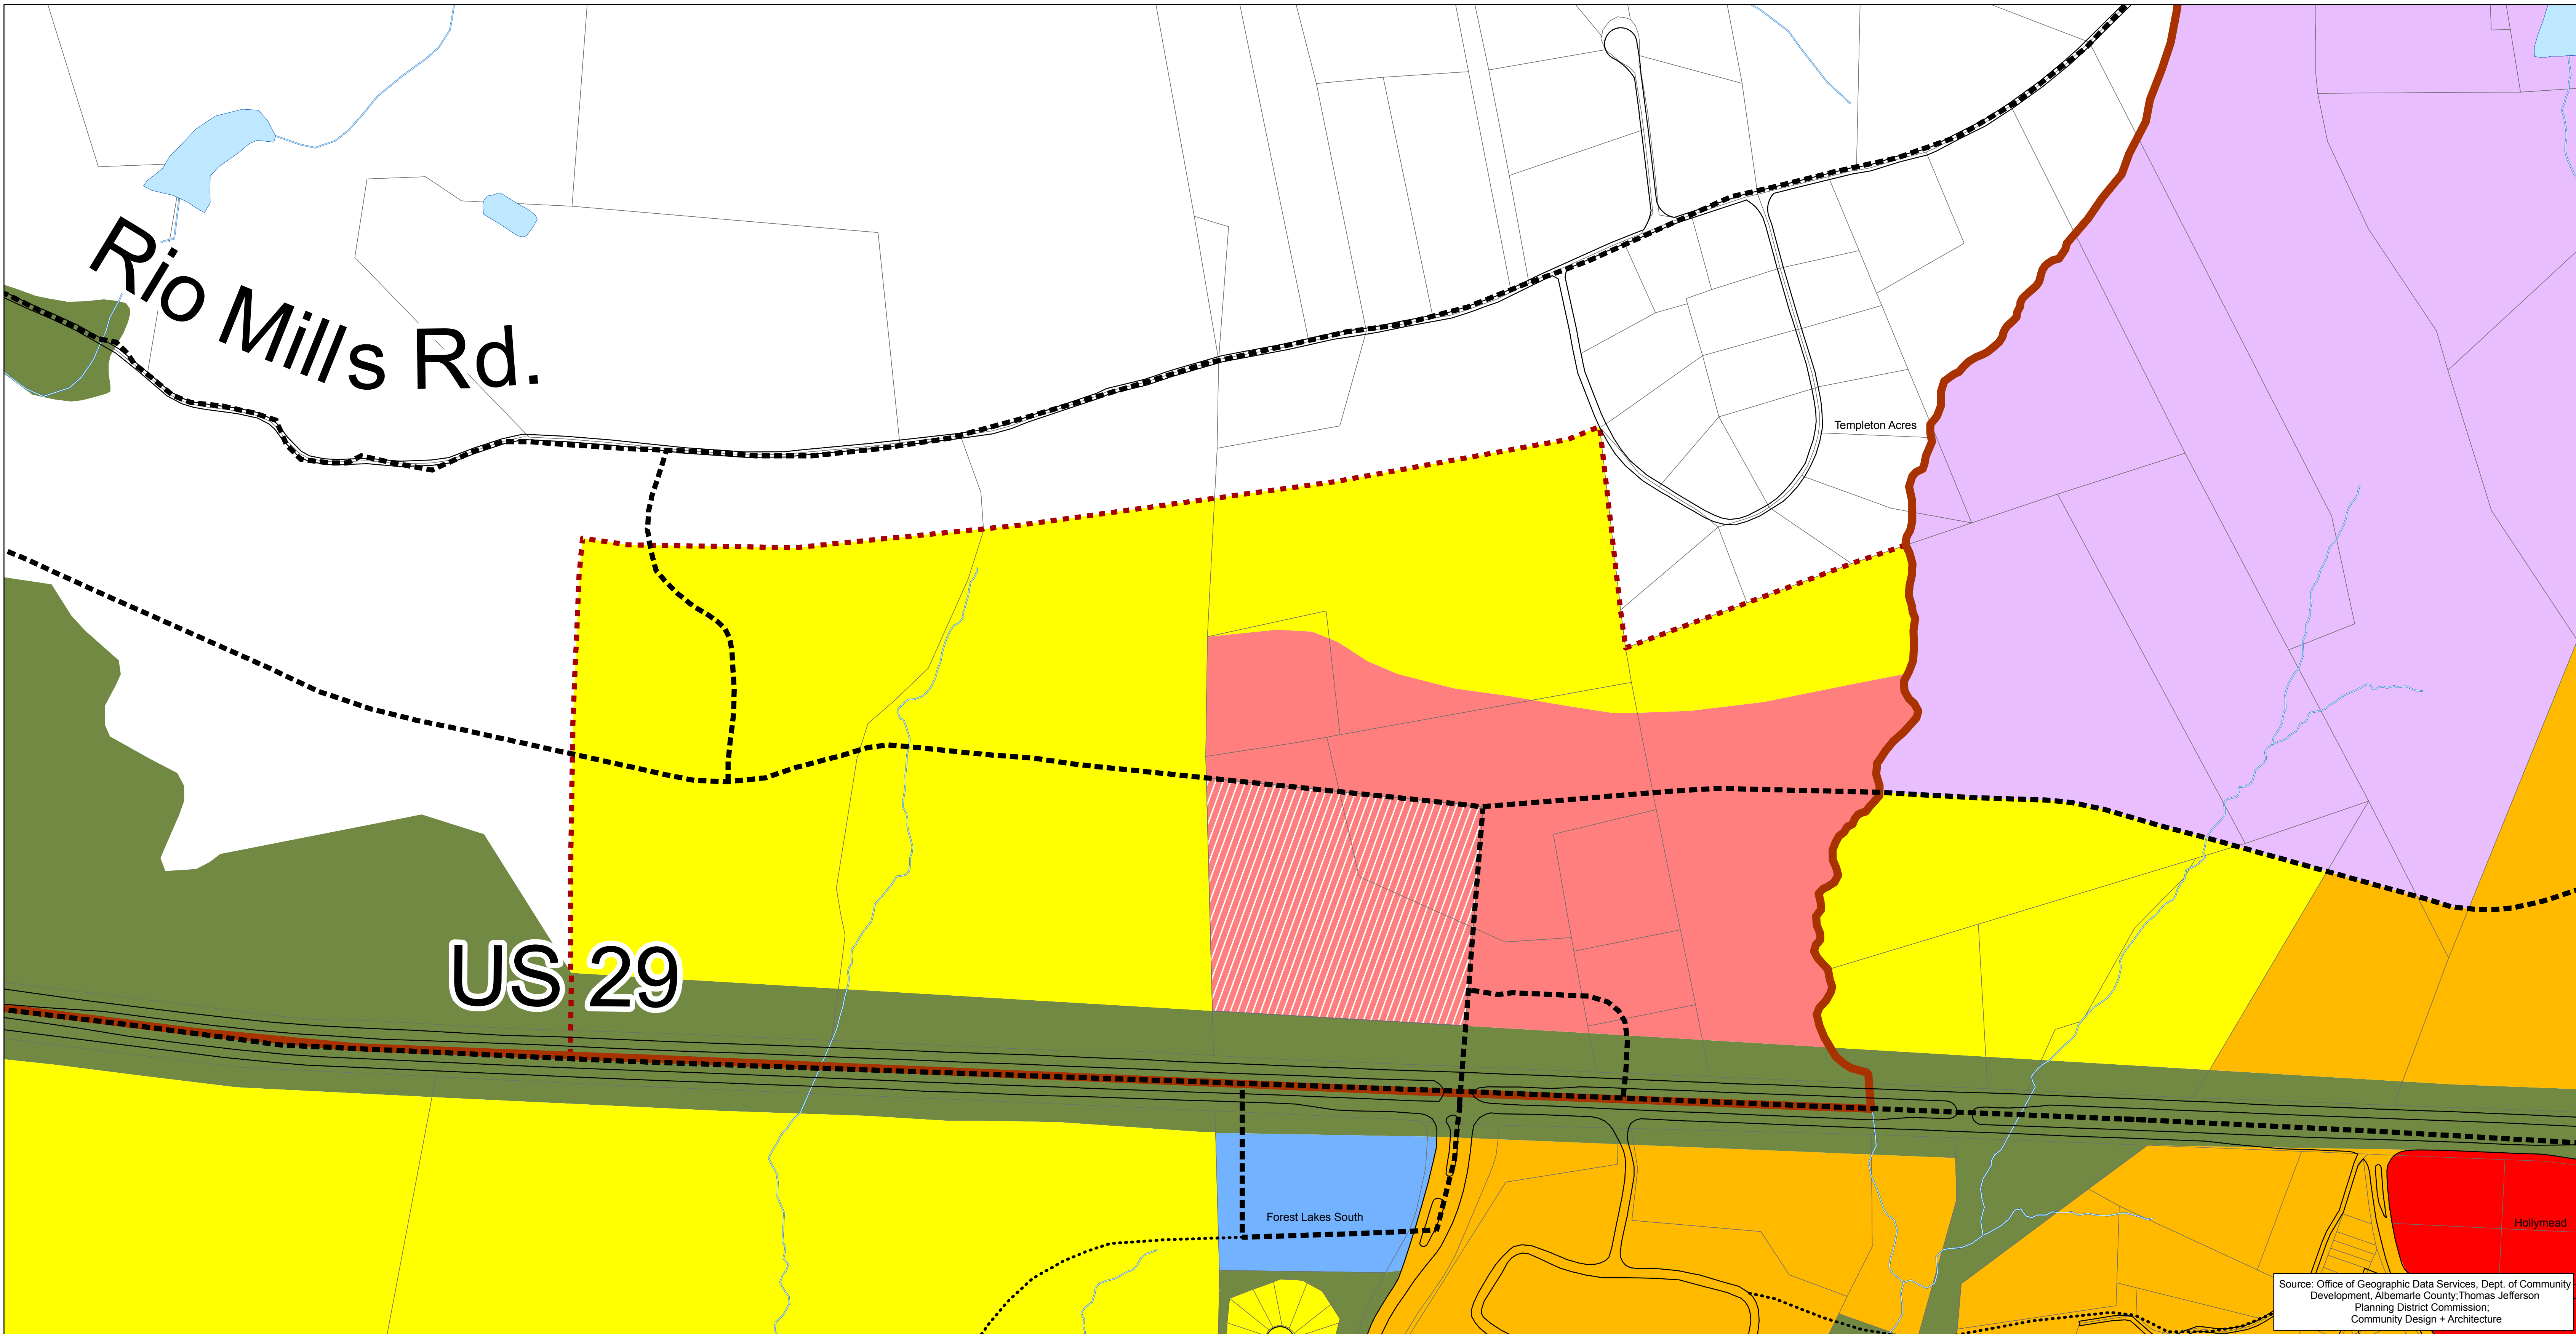 Rio Mills Rd.
Templeton Acres
US 29
Forest Lakes South
Hollymead
Source: Office of Geographic Data Services, Dept. of Community
Development, Albemarle County;Thomas Jefferson
Planning District Commission;
Community Design + Architecture